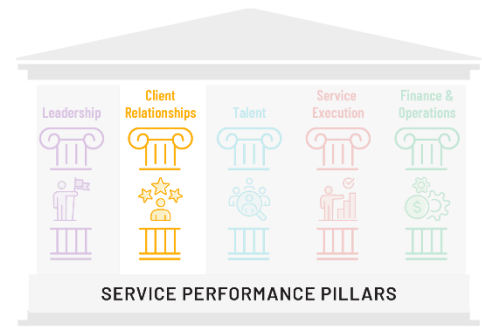 Leadership
Client
Relationships
Talent
Service
Execution
Finance &
Operations
$
SERVICE PERFORMANCE PILLARS